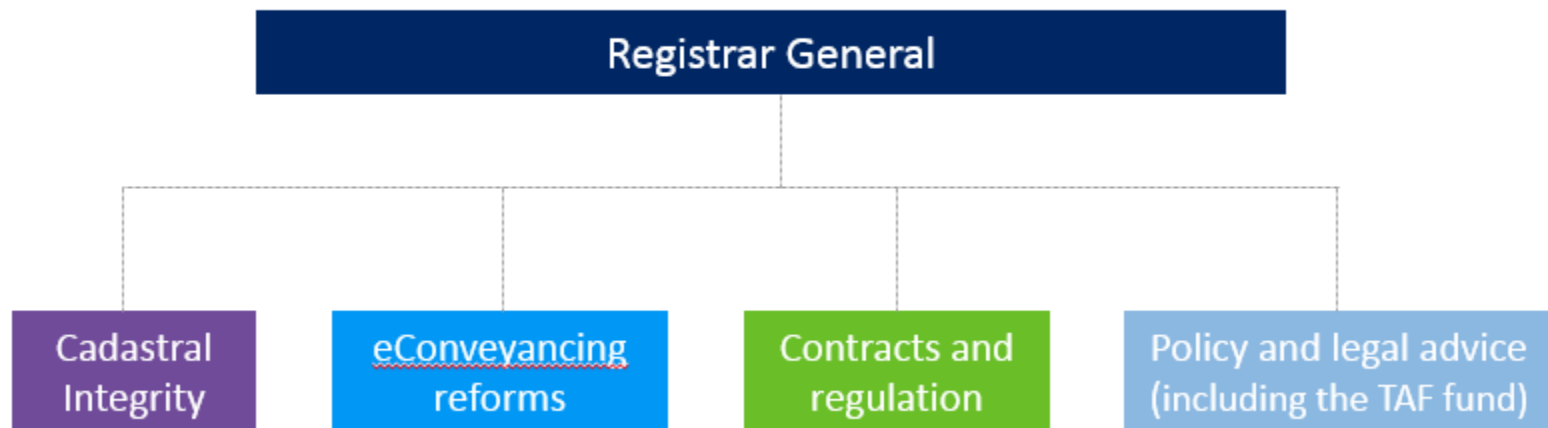 Registrar General
Cadastral
Integrity
eConveyancing
reforms
Contracts and
regulation
Policy and legal advice
(including the TAF fund)